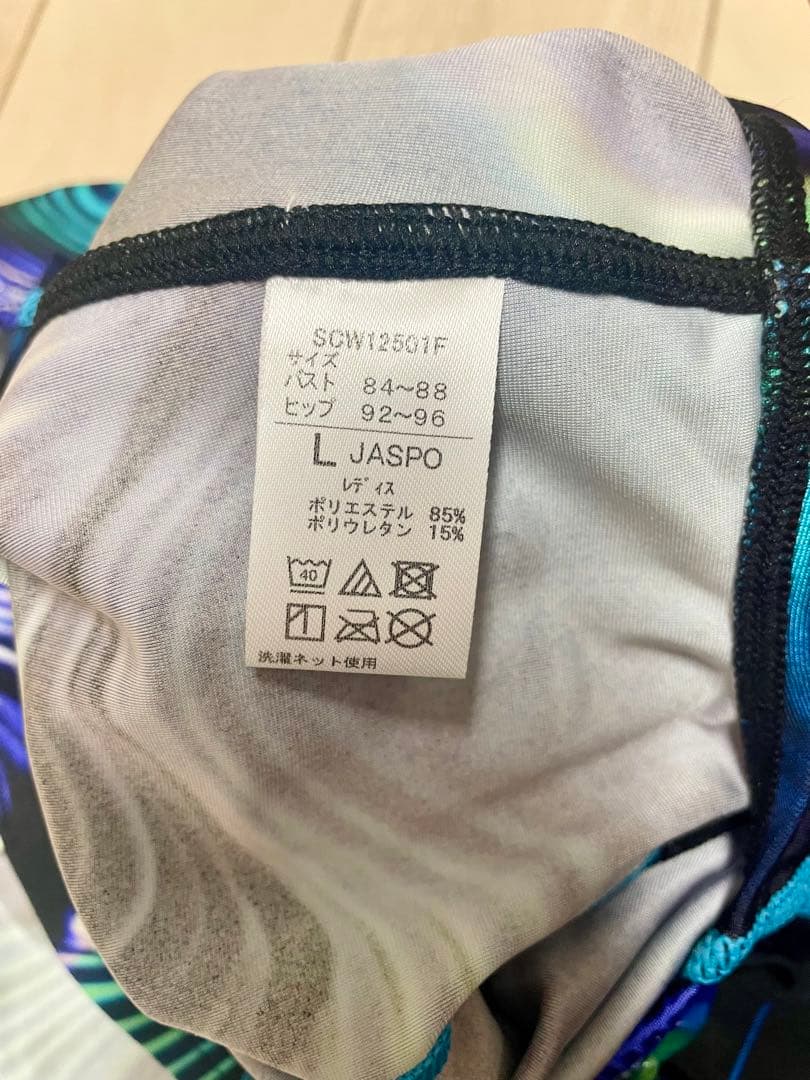 SCW12501F
サイズ
バスト 84〜88
ヒップ 92〜96
L JASPO
レディス
ポリエステル 85%
ポリウレタン 15%
40
洗濯ネット使用